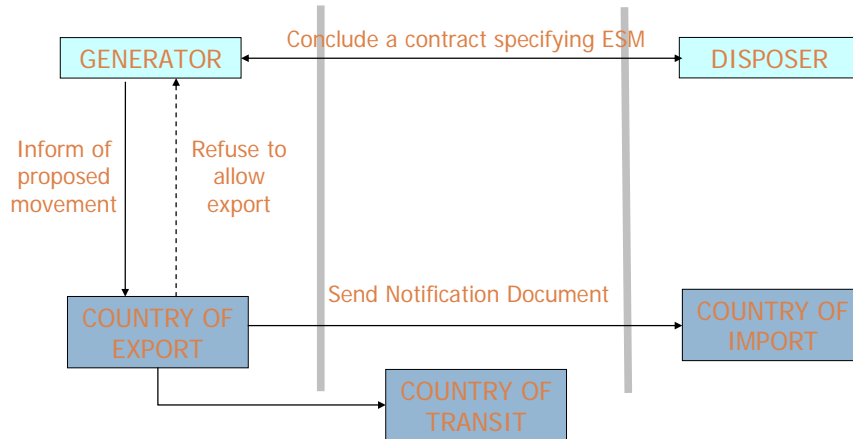 Conclude a contract specifying ESM
GENERATOR
DISPOSER
Inform of
proposed
movement
Refuse to
allow
export
Send Notification Document
COUNTRY OF
EXPORT
COUNTRY OF
IMPORT
COUNTRY OF
TRANSIT